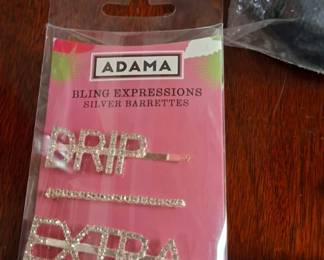 ADAMA
BLING EXPRESSIONS
SILVER BARRETTES
DRIP
EXTRA